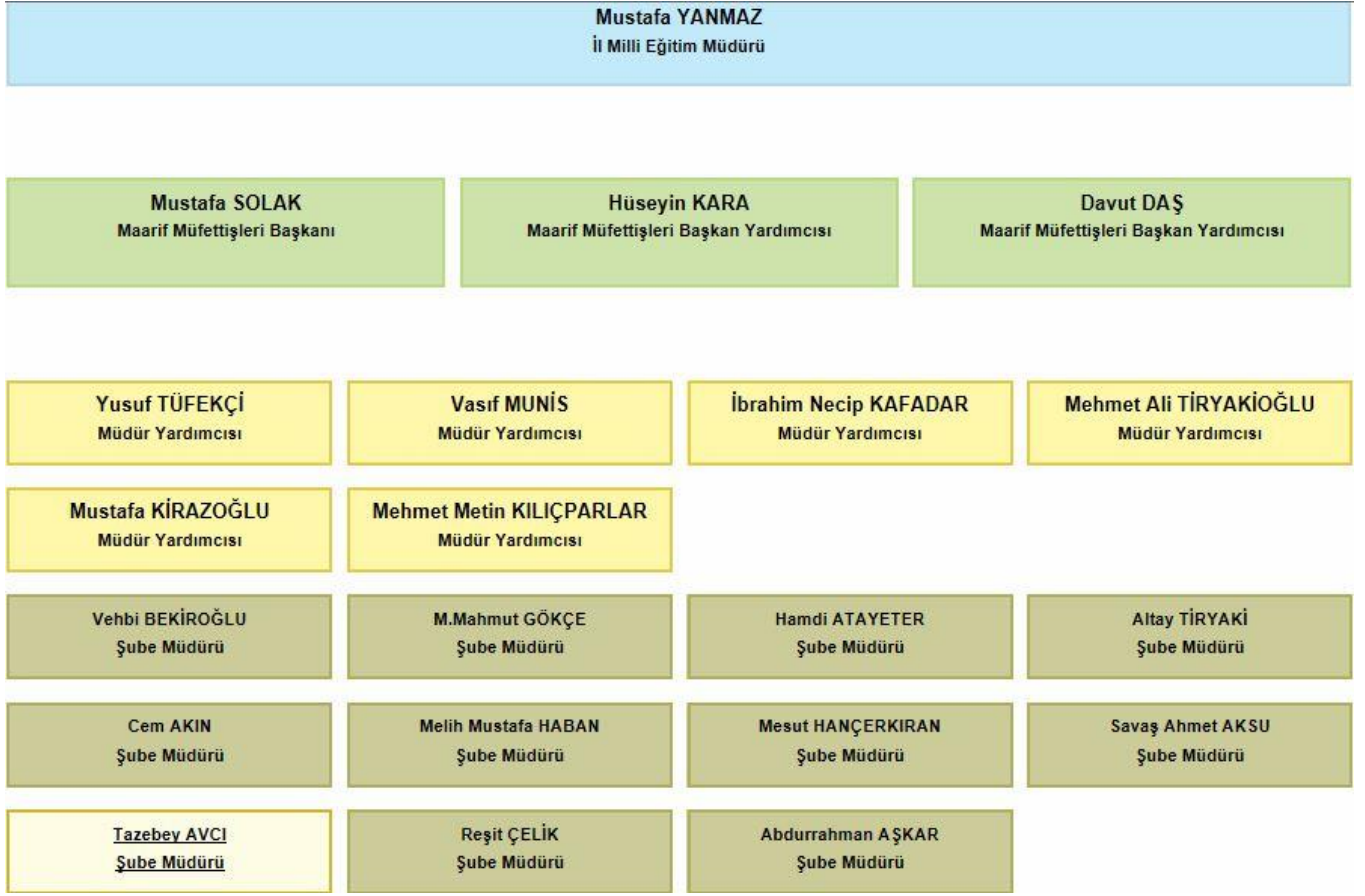 Mustafa YANMAZ
İl Milli Eğitim Müdürü
Mustafa SOLAK
Maarif Müfettişleri Başkanı
Hüseyin KARA
Maarif Müfettişleri Başkan Yardımcısı
Davut DAŞ
Maarif Müfettişleri Başkan Yardımcısı
Yusuf TÜFEKÇİ
Müdür Yardımcısı
Vasıf MUNİS
Müdür Yardımcısı
İbrahim Necip KAFADAR
Müdür Yardımcısı
Mehmet Ali TİRYAKİOĞLU
Müdür Yardımcısı
Mustafa KİRAZOĞLU
Müdür Yardımcısı
Mehmet Metin KILIÇPARLAR
Müdür Yardımcısı
Vehbi BEKİROĞLU
Şube Müdürü
M.Mahmut GÖKÇE
Şube Müdürü
Hamdi ATAYETER
Şube Müdürü
Altay TİRYAKİ
Şube Müdürü
Cem AKIN
Şube Müdürü
Melih Mustafa HABAN
Şube Müdürü
Mesut HANÇERKIRAN
Şube Müdürü
Savaş Ahmet AKSU
Şube Müdürü
Tazebey AVCI
Şube Müdürü
Reşit ÇELİK
Şube Müdürü
Abdurrahman AŞKAR
Şube Müdürü